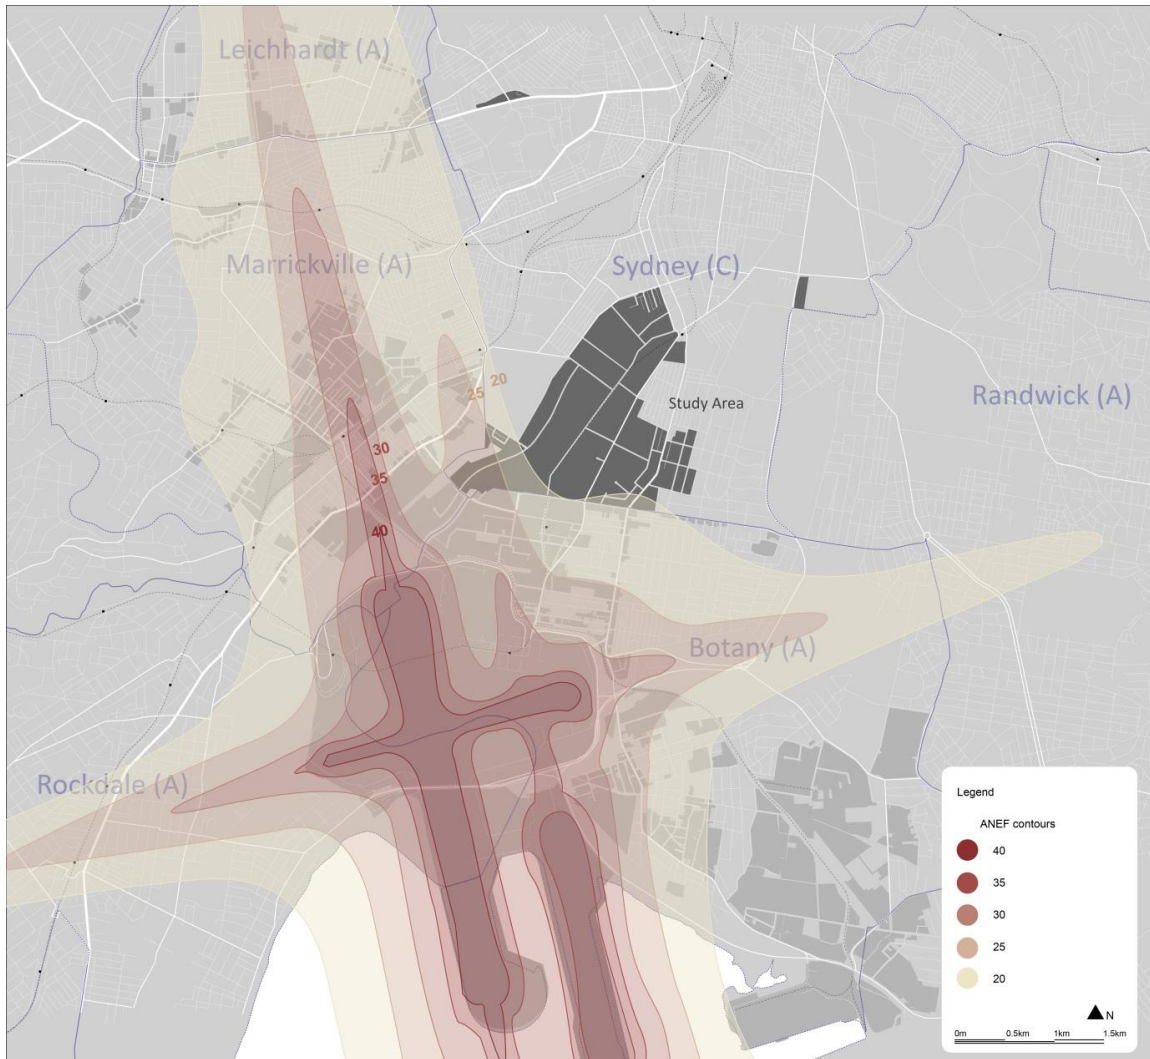 Leichhardt (A)
Marrickville (A)
Sydney (C)
Randwick (A)
Study Area
20
25
30
35
40
Botany (A)
Rockdale (A)
Legend
ANEF contours
40
35
30
25
20
N
0m 0.5km 1km 1.5km